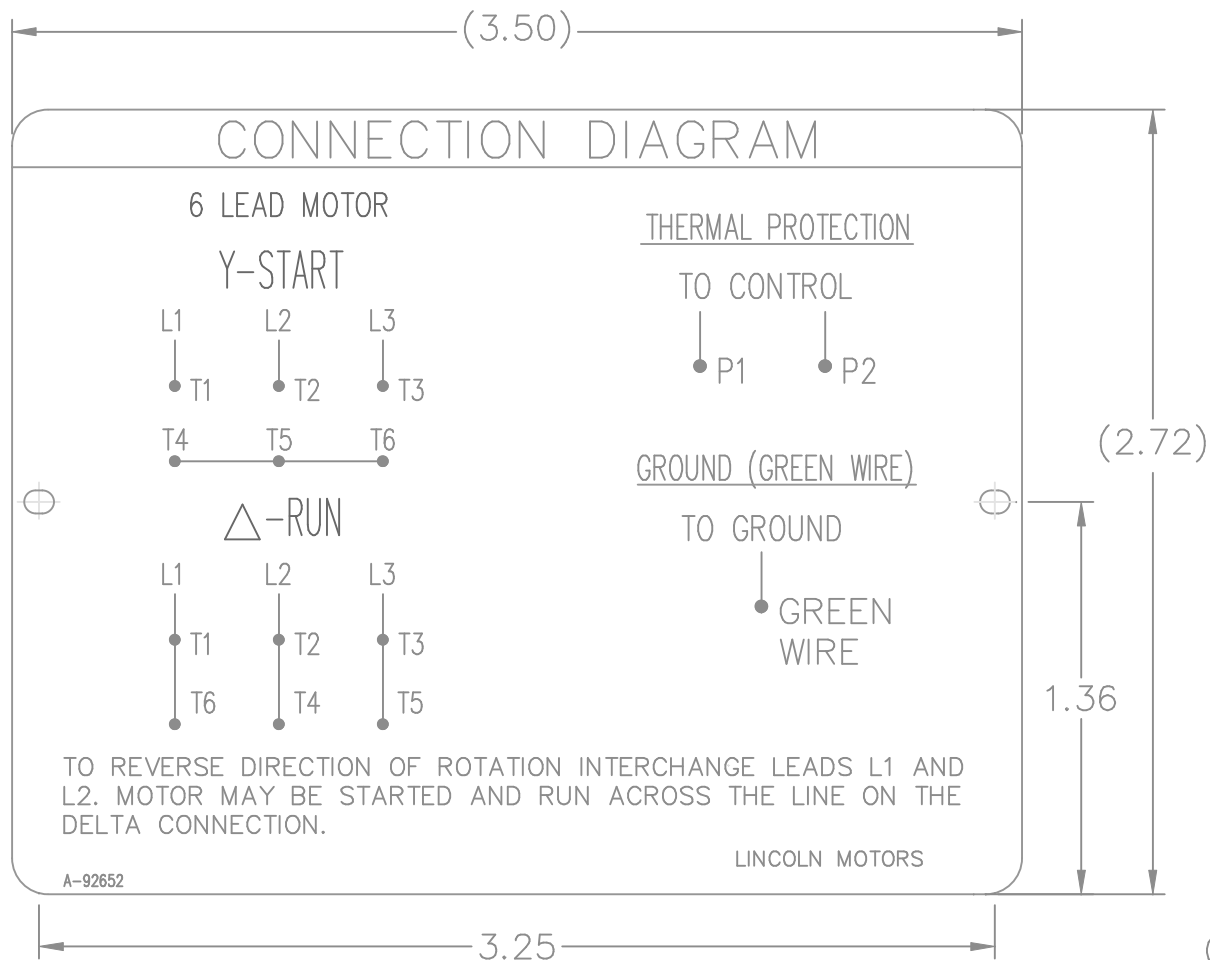 (3.50)
CONNECTION DIAGRAM
6 LEAD MOTOR
Y-START
L1 L2 L3
T1 T2 T3
T4 T5 T6
△-RUN
L1 L2 L3
T1 T2 T3
T6 T4 T5
THERMAL PROTECTION
TO CONTROL
P1 P2
GROUND (GREEN WIRE)
TO GROUND
GREEN
WIRE
(2.72)
1.36
TO REVERSE DIRECTION OF ROTATION INTERCHANGE LEADS L1 AND
L2. MOTOR MAY BE STARTED AND RUN ACROSS THE LINE ON THE
DELTA CONNECTION.
LINCOLN MOTORS
A-92652
3.25
(